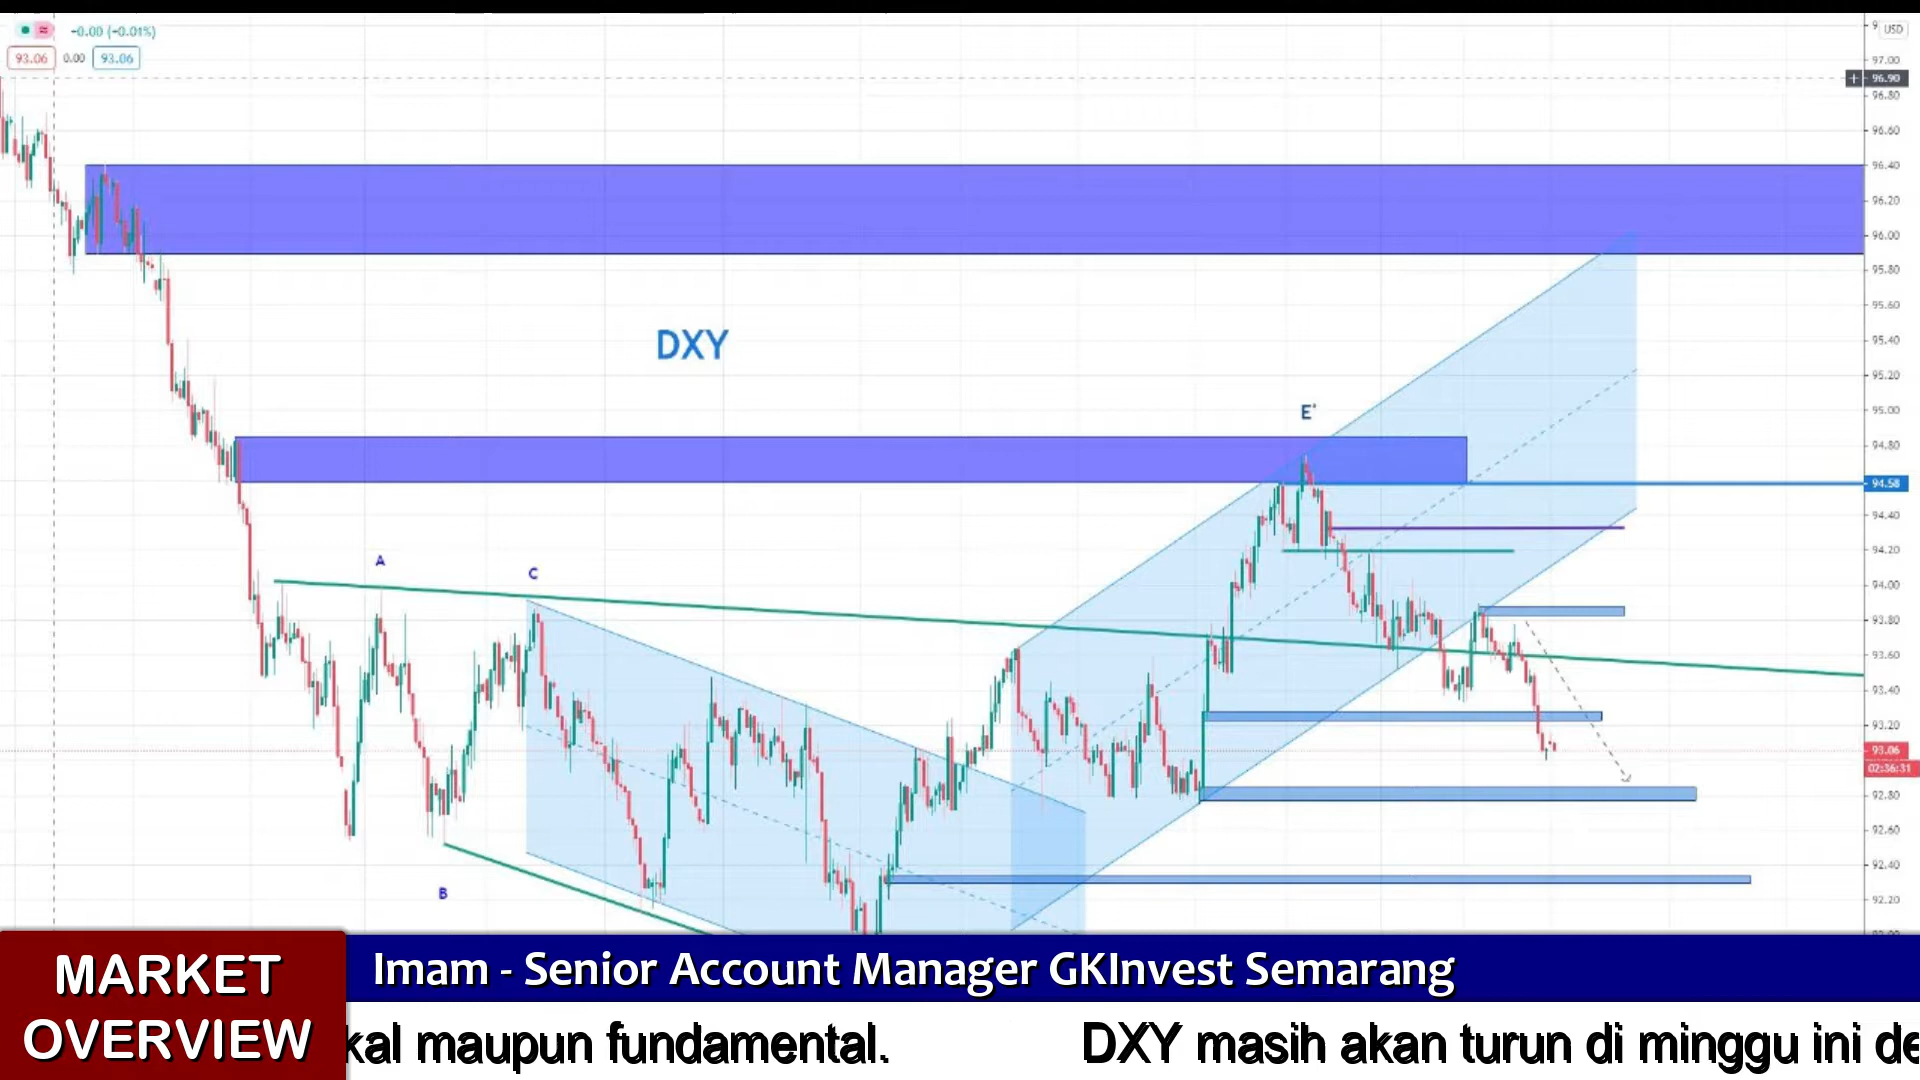 -0.00 (-0.01%)
USD
93.06 0.00 93.06
97.00
96.90
96.80
96.60
96.40
96.20
96.00
95.80
95.60
95.40
DXY
95.20
E'
95.00
94.80
94.58
94.40
94.20
A
C
94.00
93.80
93.60
93.40
93.20
93.06
02:36:31
92.80
92.60
92.40
B
92.20
MARKET
OVERVIEW
Imam - Senior Account Manager GKInvest Semarang
kal maupun fundamental. DXY masih akan turun di minggu ini de